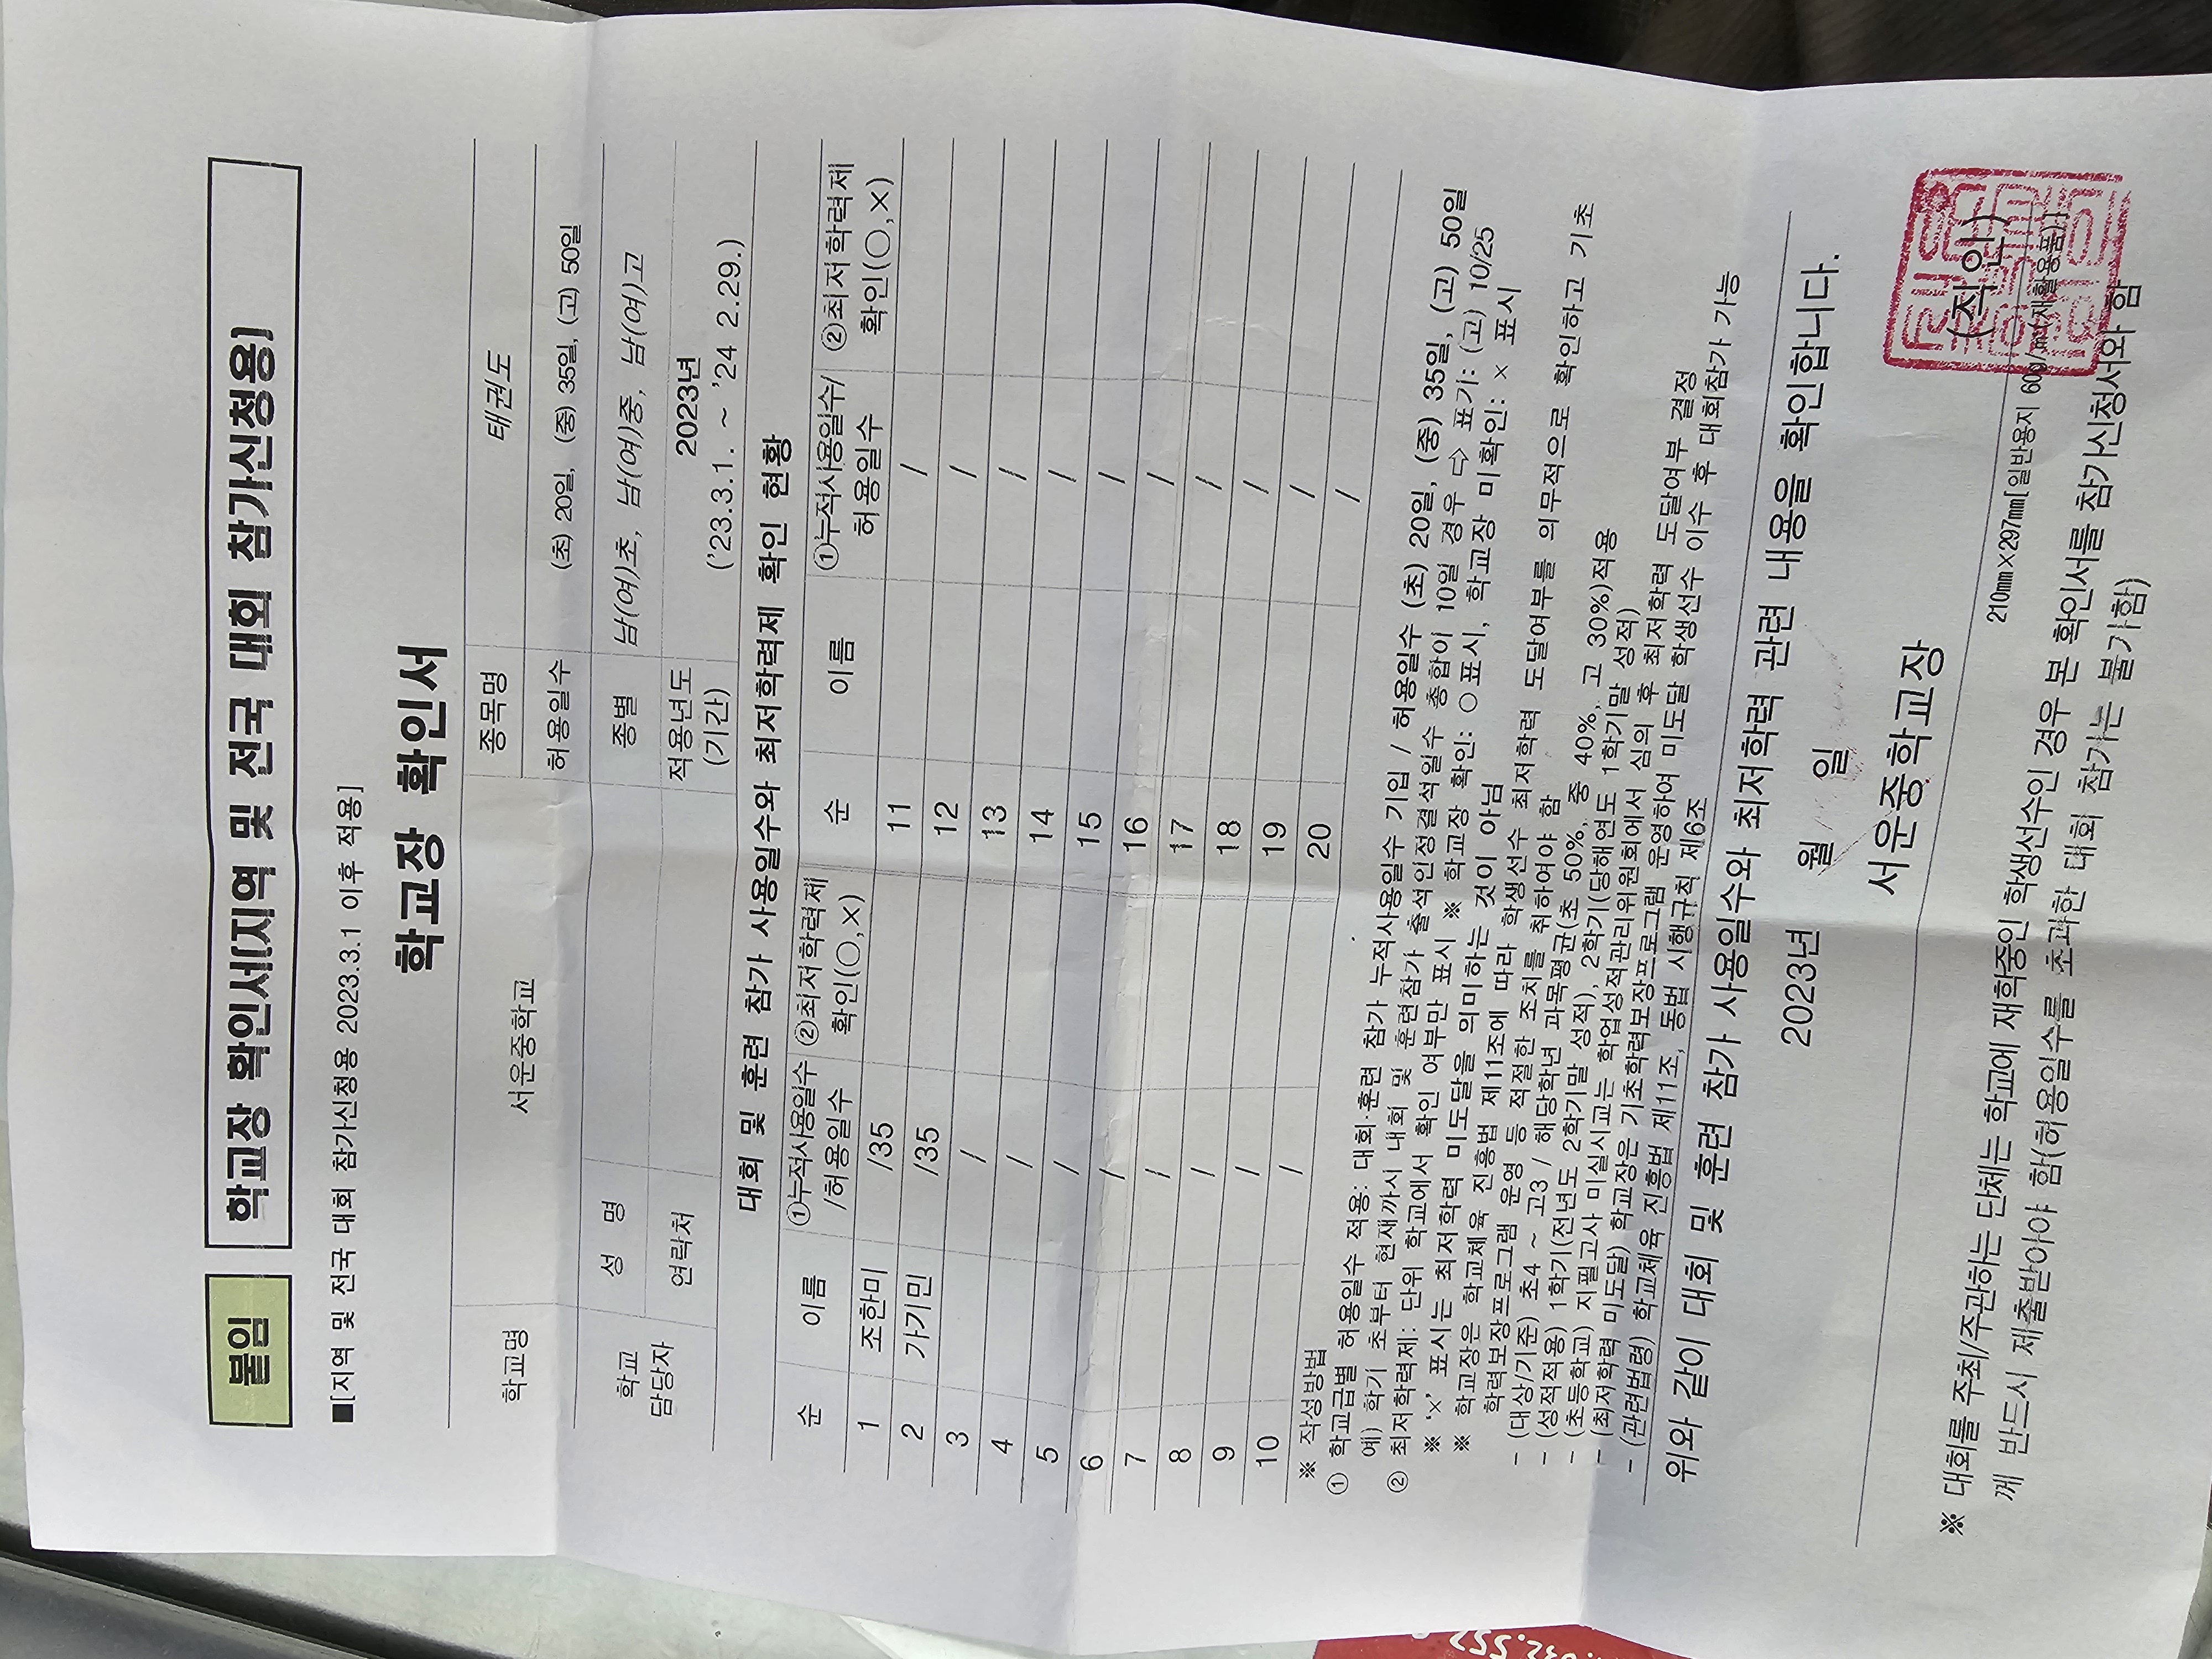 붙임
학교장 확인서[지역 및 전국 대회 참가신청용]
■[지역 및 전국 대회 참가신청용 2023.3.1 이후 적용]
학교장 확인서
학교명 서운중학교 종목명 태권도
허용일수 (초) 20일, (중) 35일, (고) 50일
학교 담당자 성 명 종별 남(여)초, 남(여)중, 남(여)고
연락처 적용년도 (기간) 2023년
('23.3.1. ~ '24 2.29.)
대회 및 훈련 참가 사용일수와 최저학력제 확인 현황
순 이름 ①누적사용일수 /허용일수 ②최저학력제 확인(○,×) 순 이름 ①누적사용일수/ 허용일수 ②최저학력제 확인(○,×)
1 조한미 /35 11 /
2 가기민 /35 12 /
3 / 13 /
4 / 14 /
5 / 15 /
6 / 16 /
7 / 17 /
8 / 18 /
9 / 19 /
10 / 20 /
※ 작성방법
① 학교급별 허용일수 적용: 대회·훈련 참가 누적사용일수 기입 / 허용일수 (초) 20일, (중) 35일, (고) 50일
예) 학기 초부터 현재까지 대회 및 훈련참가 출석인정결석일수 총합이 10일 경우 ⇨ 표기: (고) 10/25
② 최저학력제: 단위 학교에서 확인 여부만 표시 ※ 학교장 확인: ○ 표시, 학교장 미확인: × 표시
※ '×' 표시는 최저학력 미도달을 의미하는 것이 아님
※ 학교장은 학교체육 진흥법 제11조에 따라 학생선수 최저학력 도달여부를 의무적으로 확인하고 기초
학력보장프로그램 운영 등 적절한 조치를 취하여야 함
- (대상/기준) 초4 ~ 고3 / 해당학년 과목평균(초 50%, 중 40%, 고 30%)적용
- (성적적용) 1학기(전년도 2학기말 성적), 2학기(당해연도 1학기말 성적)
- (초등학교) 지필고사 미실시교는 학업성적관리위원회에서 심의 후 최저학력 도달여부 결정
- (최저학력 미도달) 학교장은 기초학력보장프로그램 운영하여 미도달 학생선수 이수 후 대회참가 가능
- (관련법령) 학교체육 진흥법 제11조, 동법 시행규칙 제6조
위와 같이 대회 및 훈련 참가 사용일수와 최저학력 관련 내용을 확인합니다.
2023년 월 일
서운중학교장 (직인)
210㎜×297㎜[일반용지 60g/㎡(재활용품)]
※ 대회를 주최/주관하는 단체는 학교에 재학중인 학생선수인 경우 본 확인서를 참가신청서와 함
께 반드시 제출받아야 함(허용일수를 초과한 대회 참가는 불가함)